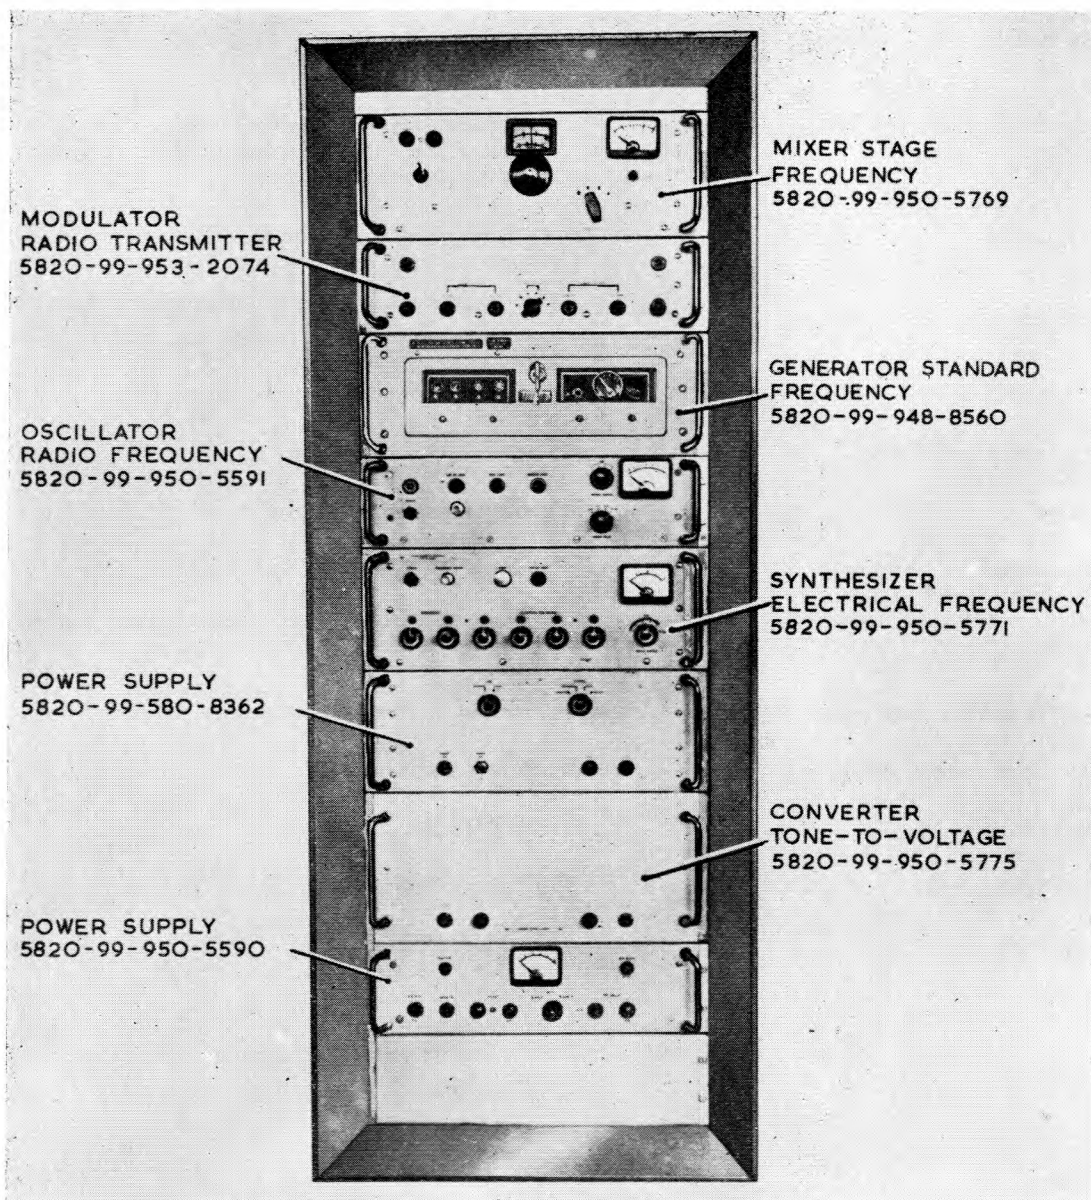 MIXER STAGE
FREQUENCY
5820-99-950-5769
MODULATOR
RADIO TRANSMITTER
5820-99-953-2074
GENERATOR STANDARD
FREQUENCY
5820-99-948-8560
OSCILLATOR
RADIO FREQUENCY
5820-99-950-5591
SYNTHESIZER
ELECTRICAL FREQUENCY
5820-99-950-5771
POWER SUPPLY
5820-99-580-8362
CONVERTER
TONE-TO-VOLTAGE
5820-99-950-5775
POWER SUPPLY
5820-99-950-5590